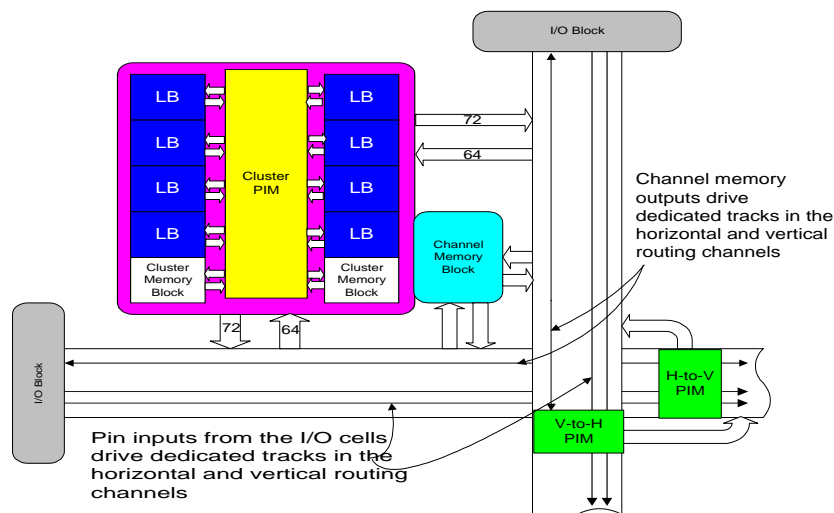 I/O Block
LB
LB
LB
LB
Cluster
Memory
Block
Cluster
PIM
LB
LB
LB
LB
Cluster
Memory
Block
72
64
Channel
Memory
Block
Channel memory
outputs drive
dedicated tracks in the
horizontal and vertical
routing channels
72
64
I/O Block
H-to-V
PIM
V-to-H
PIM
Pin inputs from the I/O cells
drive dedicated tracks in the
horizontal and vertical routing
channels